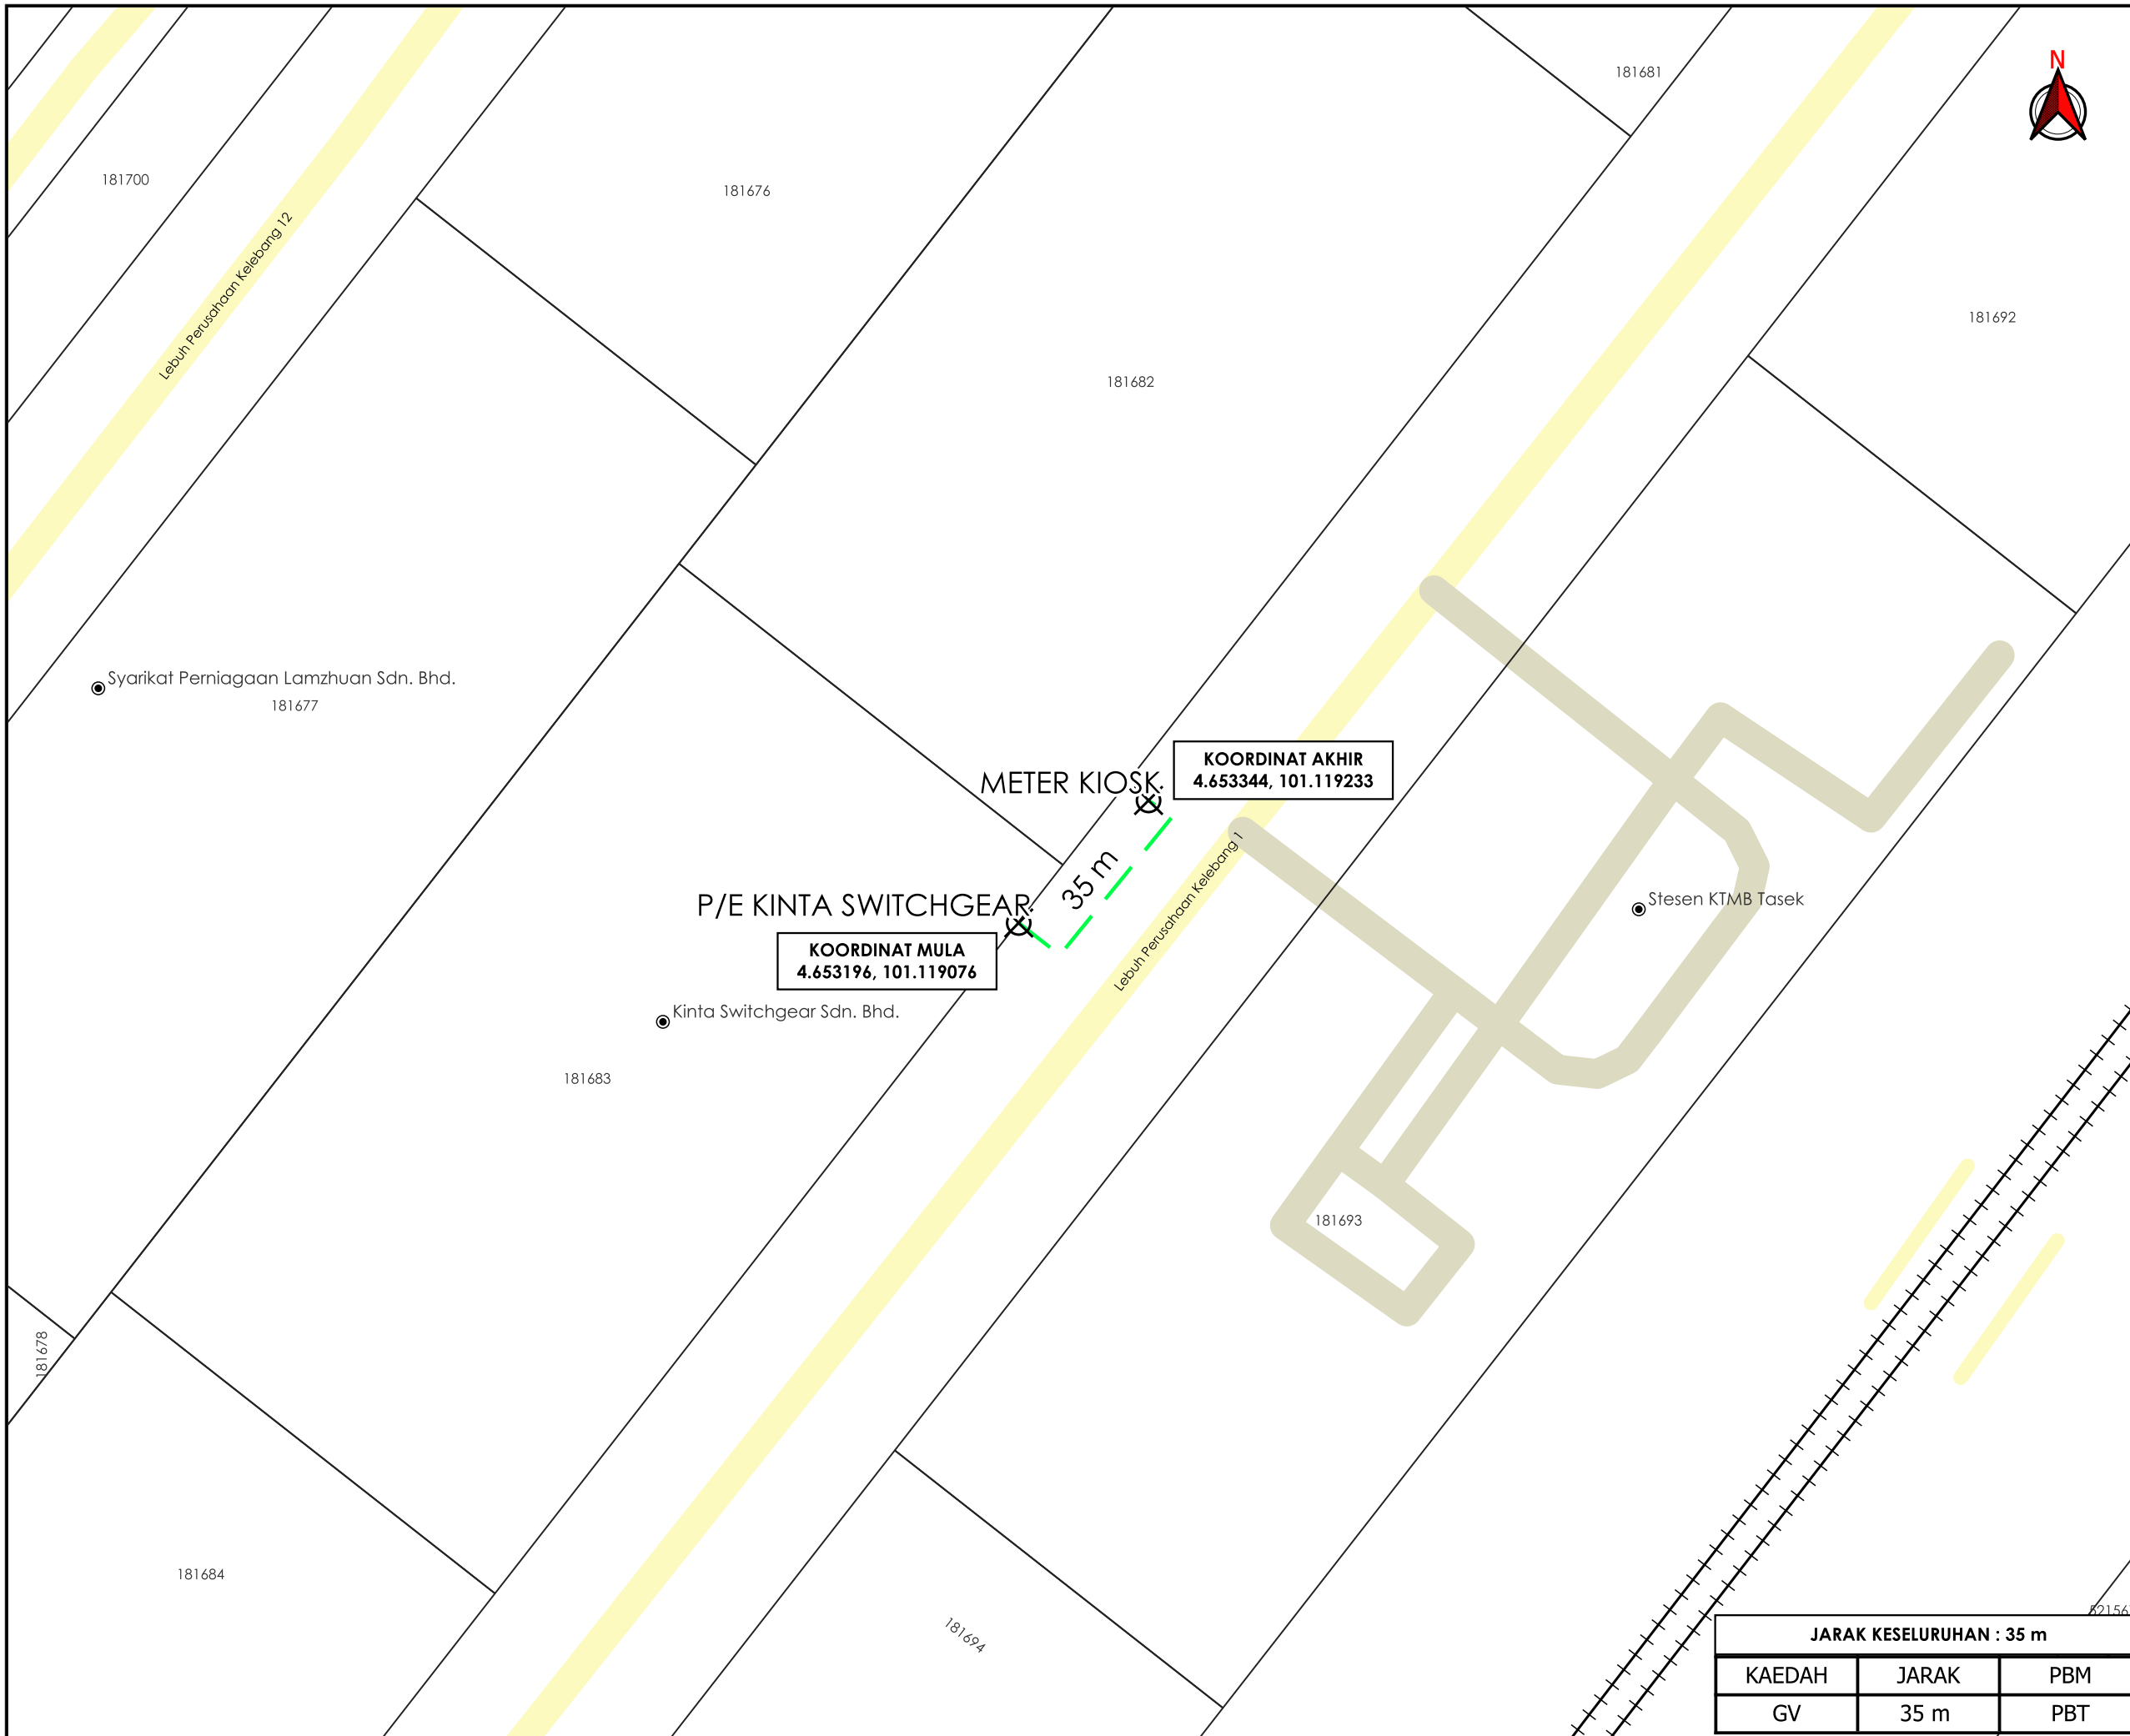 N
181681
181700
181676
181692
Lebuh Perusahaan Kelebang 12
181682
Syarikat Perniagaan Lamzhuan Sdn. Bhd.
181677
KOORDINAT AKHIR
4.653344, 101.119233
METER KIOSK
35 m
Lebuh Perusahaan Kelebang 1
P/E KINTA SWITCHGEAR
Stesen KTMB Tasek
KOORDINAT MULA
4.653196, 101.119076
Kinta Switchgear Sdn. Bhd.
181683
181693
181678
181684
181694
JARAK KESELURUHAN : 35 m
KAEDAH JARAK PBM
GV 35 m PBT